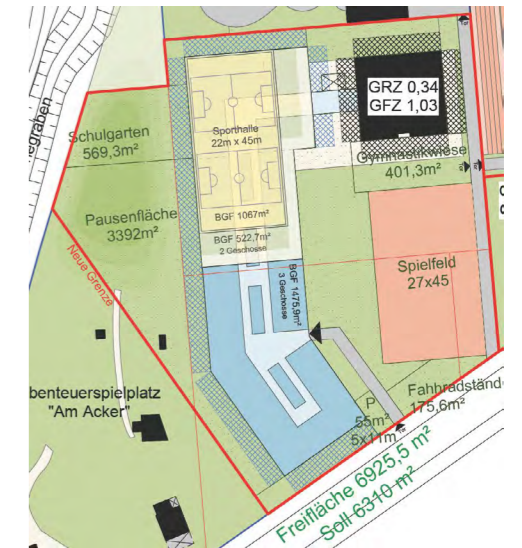 GRZ 0,34
GFZ 1,03
Schulgarten
569,3m²
Sporthalle
22m x 45m
Gymnastikwiese
401,3m²
Pausenfläche
3392m²
BGF 1067m²
BGF 522,7m²
2 Geschosse
Neue Grenze
BGF 1475,9m²
3 Geschosse
Spielfeld
27x45
benteuerspielplatz
"Am Acker"
Fahhradstände
175,6m²
P
55m²
5x11m
Freifläche 6925,5 m²
Soll 6310 m²